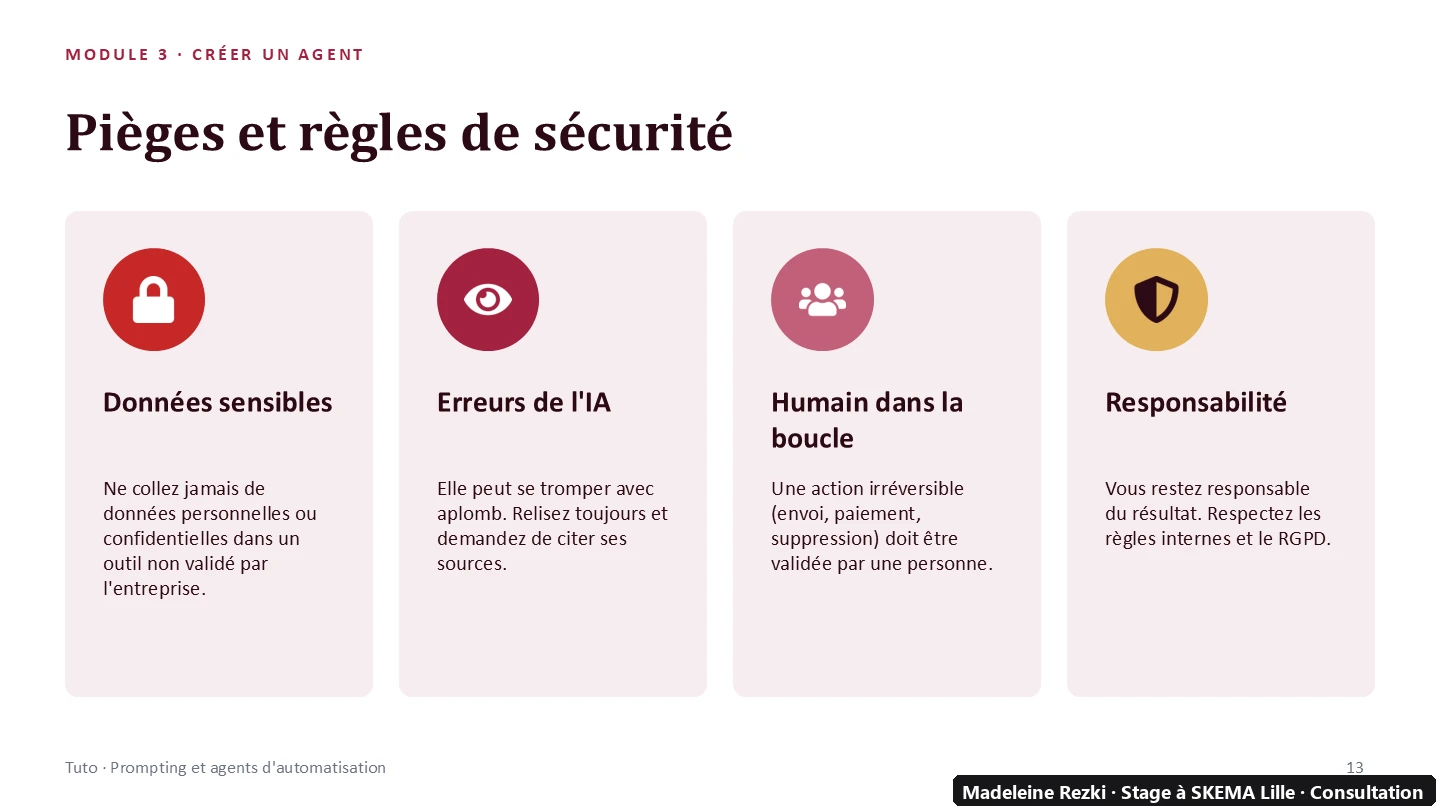 MODULE 3 · CRÉER UN AGENT
Pièges et règles de sécurité
Données sensibles
Ne collez jamais de
données personnelles ou
confidentielles dans un
outil non validé par
l'entreprise.
Erreurs de l'IA
Elle peut se tromper avec
aplomb. Relisez toujours et
demandez de citer ses
sources.
Humain dans la
boucle
Une action irréversible
(envoi, paiement,
suppression) doit être
validée par une personne.
Responsabilité
Vous restez responsable
du résultat. Respectez les
règles internes et le RGPD.
Tuto · Prompting et agents d'automatisation
13
Madeleine Rezki · Stage à SKEMA Lille · Consultation